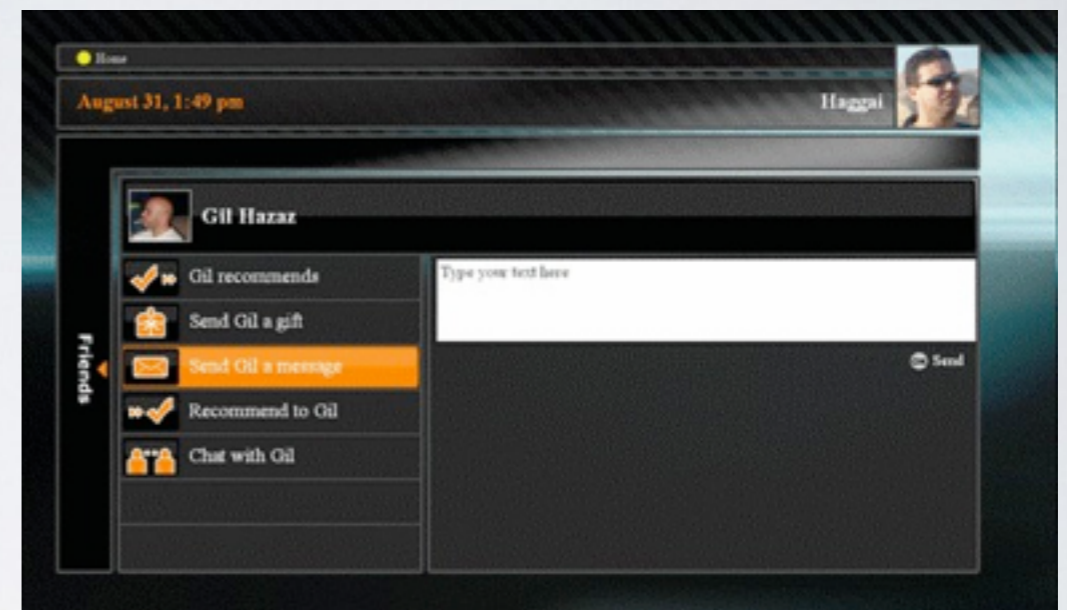 Home
August 31, 1:49 pm
Haggai
Gil Hazaz
Gil recommends
Send Gil a gift
Send Gil a message
Recommend to Gil
Chat with Gil
Friends
Type your text here
Send